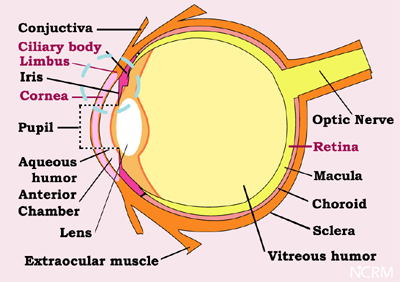 Conjuctiva
Ciliary body
Limbus
Iris
Cornea
Pupil
Aqueous
humor
Anterior
Chamber
Lens
Extraocular muscle
Optic Nerve
Retina
Macula
Choroid
Sclera
Vitreous humor
NCRM